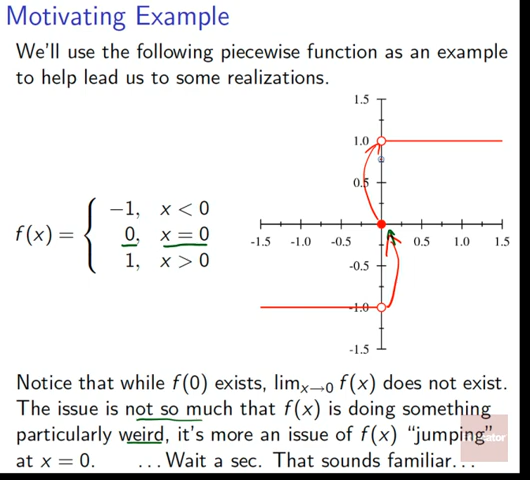 Motivating Example
We'll use the following piecewise function as an example
to help lead us to some realizations.
1.5
1.0
0.5
-1, x < 0
f(x) = { 0, x = 0
1, x > 0
-1.5 -1.0 -0.5 0.5 1.0 1.5
-0.5
-1.0
-1.5
Notice that while f(0) exists, lim x→0 f(x) does not exist.
The issue is not so much that f(x) is doing something
particularly weird, it's more an issue of f(x) "jumping"
at x = 0. ...Wait a sec. That sounds familiar...